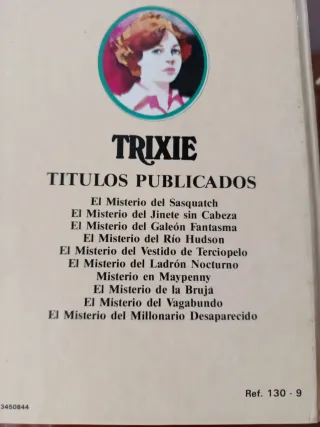 TRIXIE
TITULOS PUBLICADOS
El Misterio del Sasquatch
El Misterio del Jinete sin Cabeza
El Misterio del Galeón Fantasma
El Misterio del Río Hudson
El Misterio del Vestido de Terciopelo
El Misterio del Ladrón Nocturno
Misterio en Maypenny
El Misterio de la Bruja
El Misterio del Vagabundo
El Misterio del Millonario Desaparecido
Ref. 130 - 9
3450844